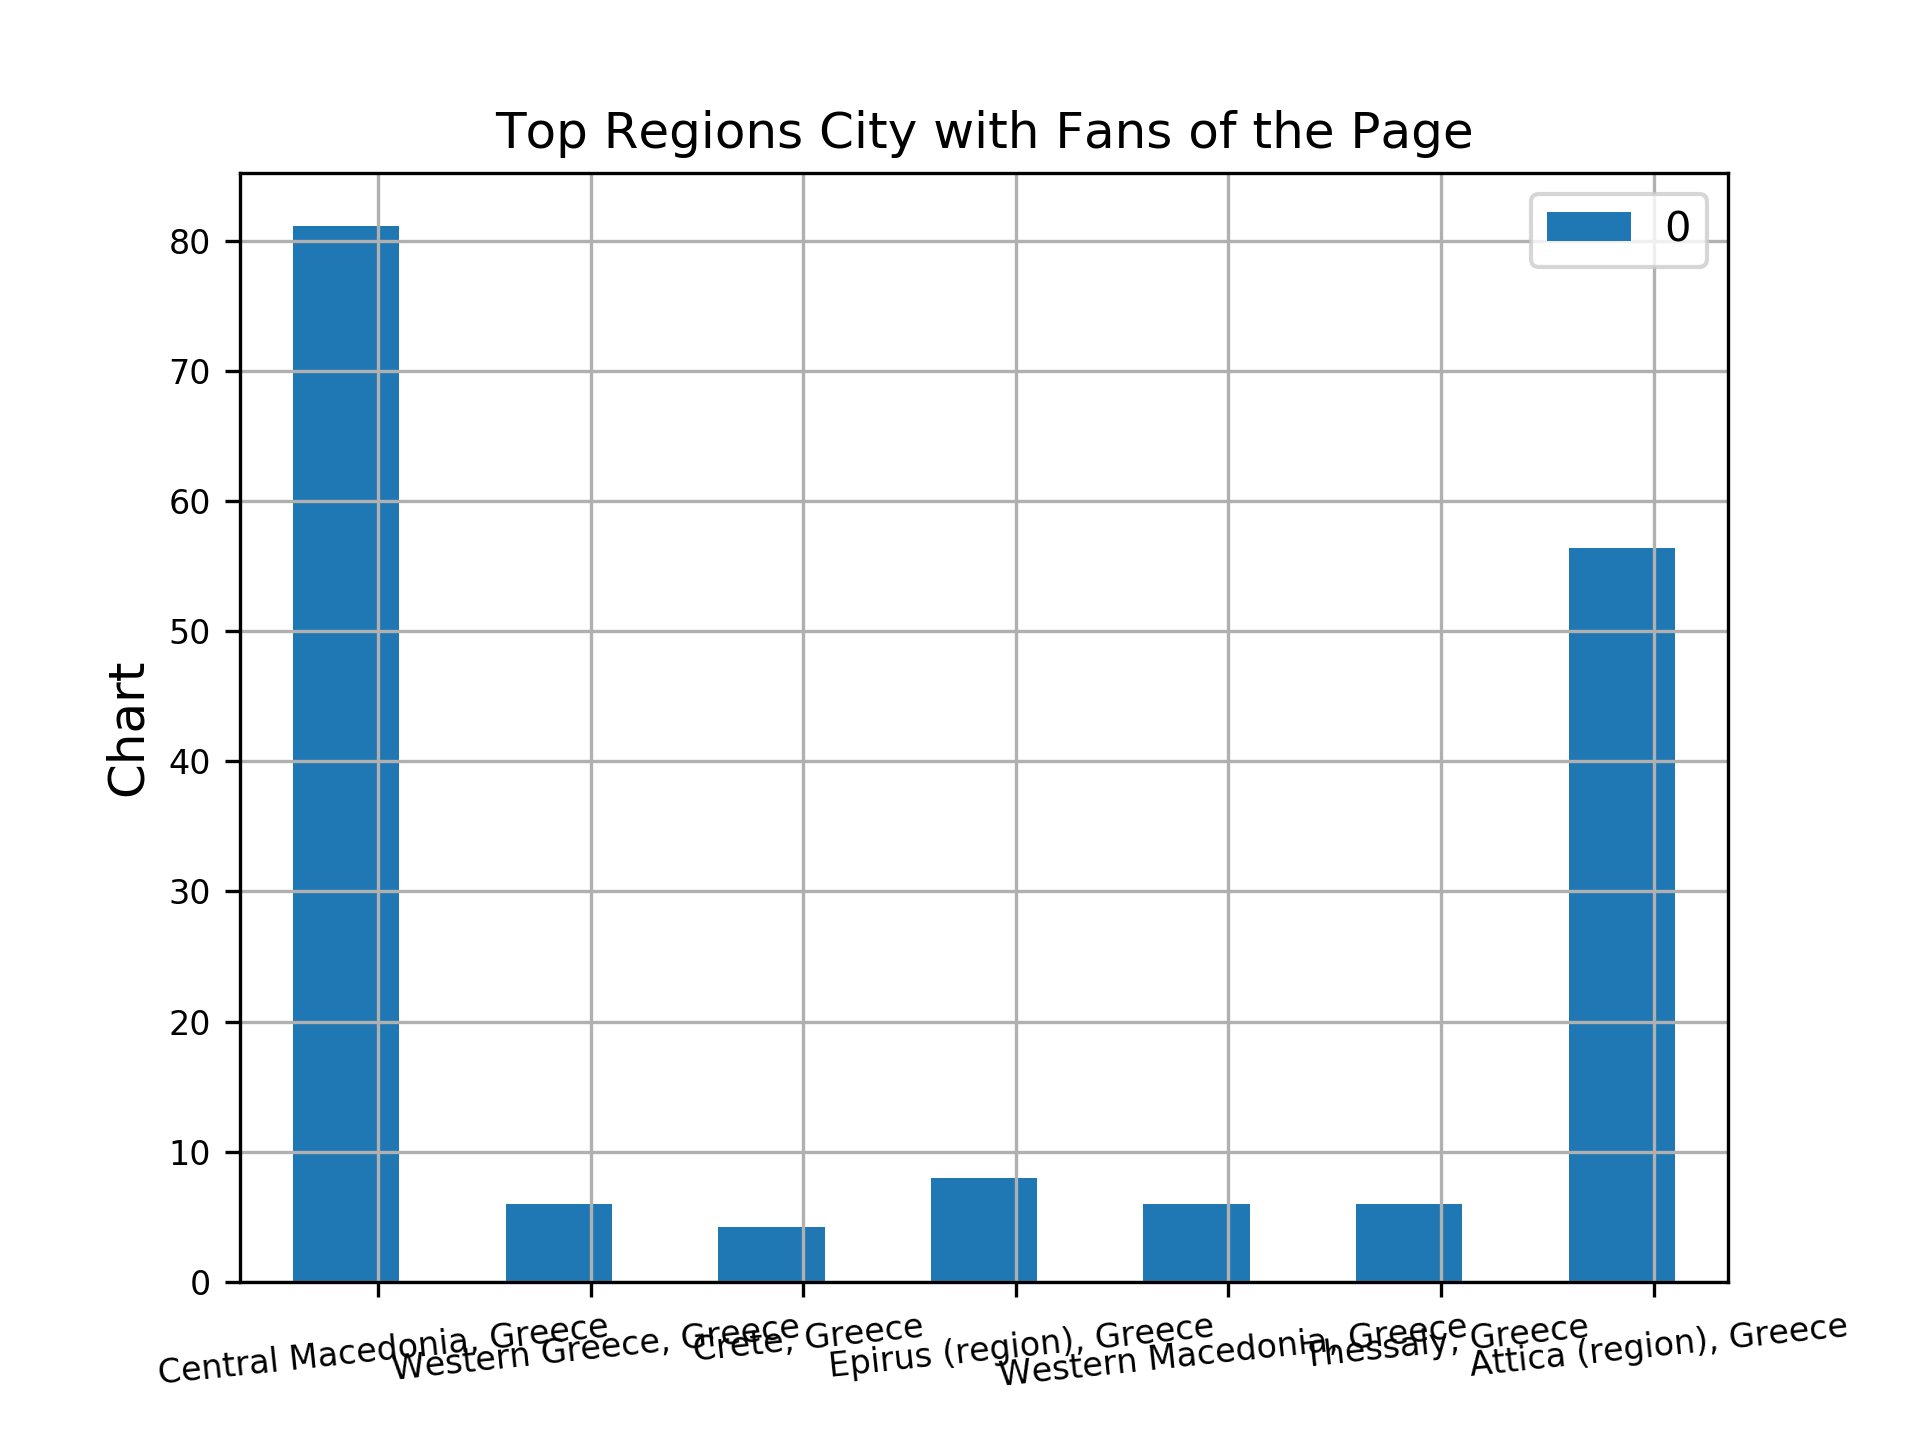 Top Regions City with Fans of the Page
0
Chart
80
70
60
50
40
30
20
10
0
Central Macedonia, Greece
Western Greece, Greece
Crete, Greece
Epirus (region), Greece
Western Macedonia, Greece
Thessaly, Greece
Attica (region), Greece